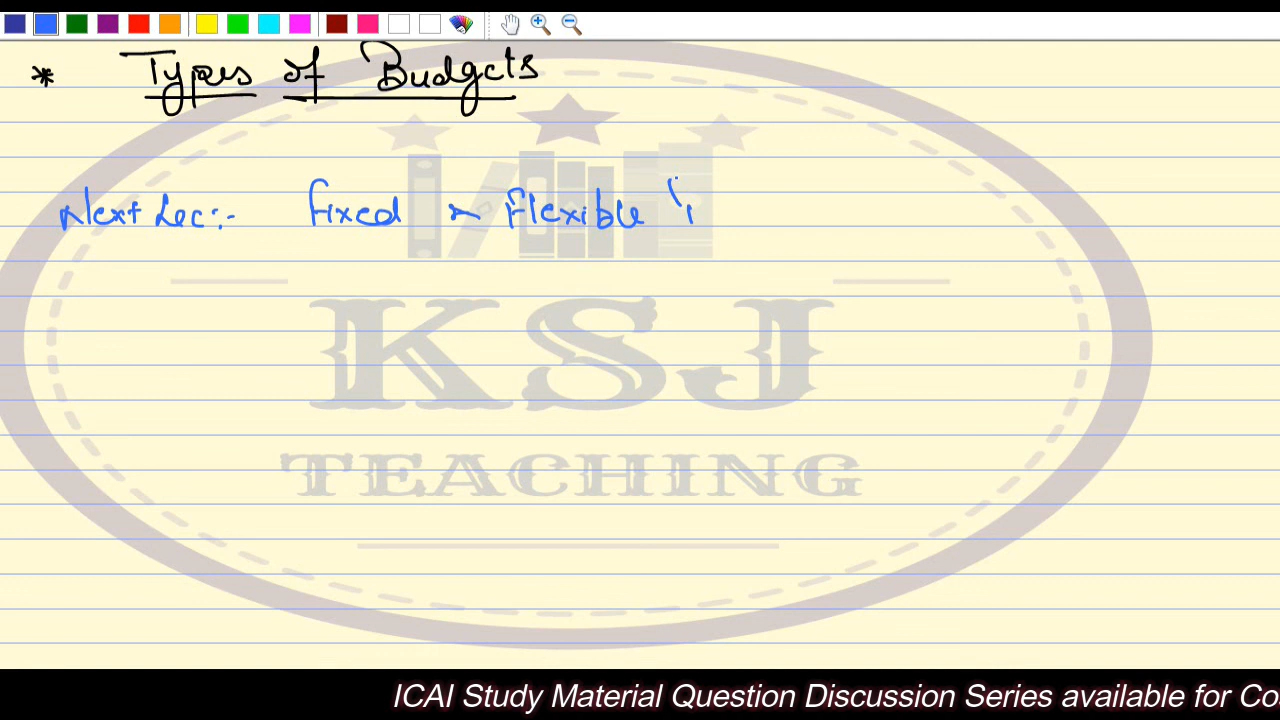 * Types of Budgets
Next Lec:- Fixed & Flexible
KSJ
TEACHING
ICAI Study Material Question Discussion Series available for Co